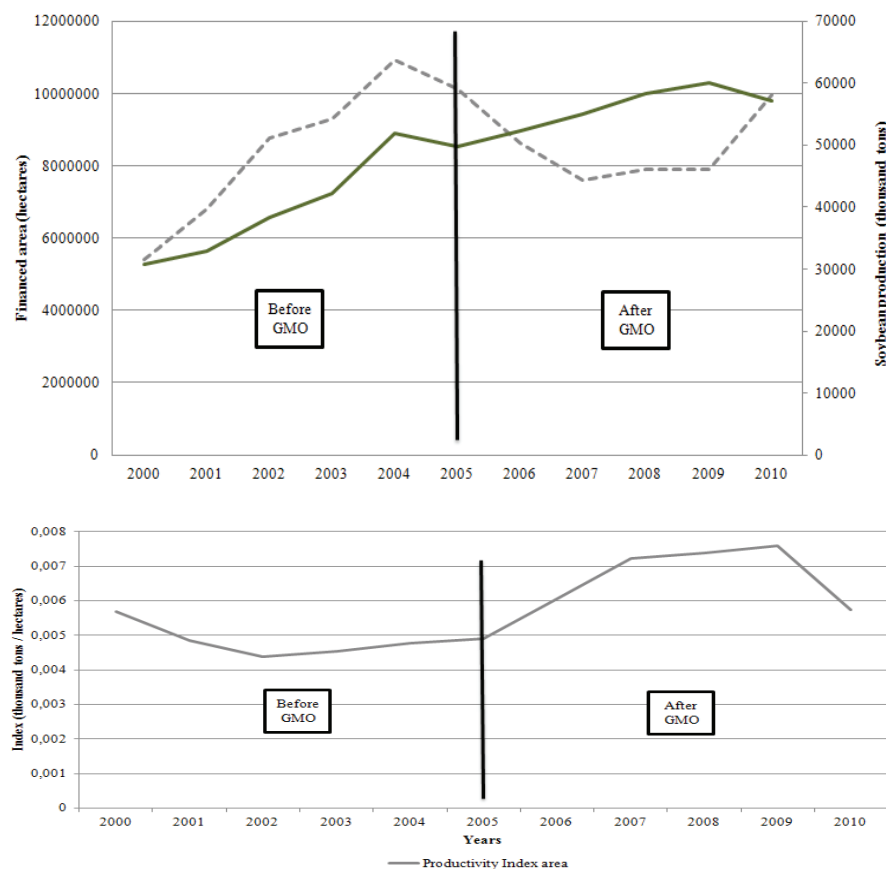 12000000
10000000
8000000
6000000
4000000
2000000
0
Financed area (hectares)
70000
60000
50000
40000
30000
20000
10000
0
Soybean production (thousand tons)
Before
GMO
After
GMO
2000 2001 2002 2003 2004 2005 2006 2007 2008 2009 2010
0,008
0,007
0,006
0,005
0,004
0,003
0,002
0,001
0
Index (thousand tons / hectares)
Before
GMO
After
GMO
2000 2001 2002 2003 2004 2005 2006 2007 2008 2009 2010
Years
Productivity Index area